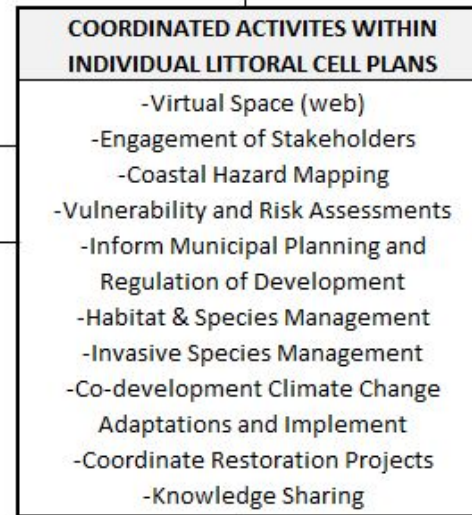 COORDINATED ACTIVITES WITHIN
INDIVIDUAL LITTORAL CELL PLANS
-Virtual Space (web)
-Engagement of Stakeholders
-Coastal Hazard Mapping
-Vulnerability and Risk Assessments
-Inform Municipal Planning and
Regulation of Development
-Habitat & Species Management
-Invasive Species Management
-Co-development Climate Change
Adaptations and Implement
-Coordinate Restoration Projects
-Knowledge Sharing